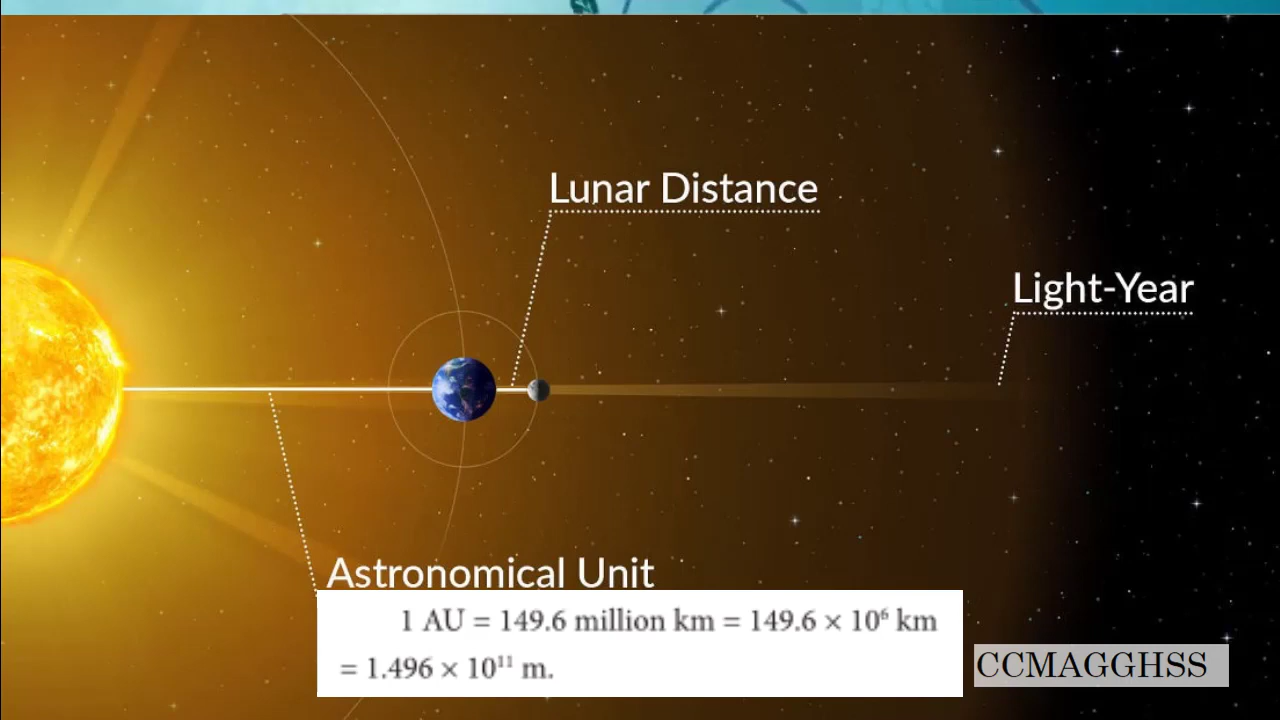 Lunar Distance
Light-Year
Astronomical Unit
1 AU = 149.6 million km = 149.6 × 10⁶ km
= 1.496 × 10¹¹ m.
CCMAGGHSS